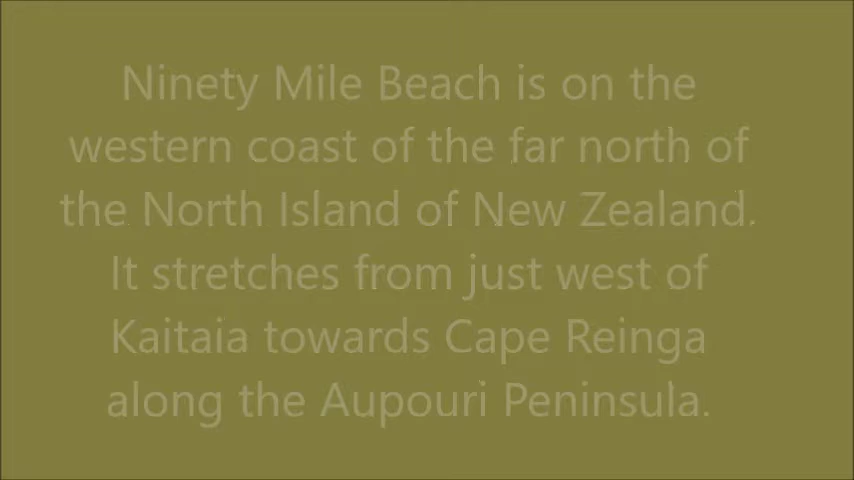 Ninety Mile Beach is on the
western coast of the far north of
the North Island of New Zealand.
It stretches from just west of
Kaitaia towards Cape Reinga
along the Aupouri Peninsula.